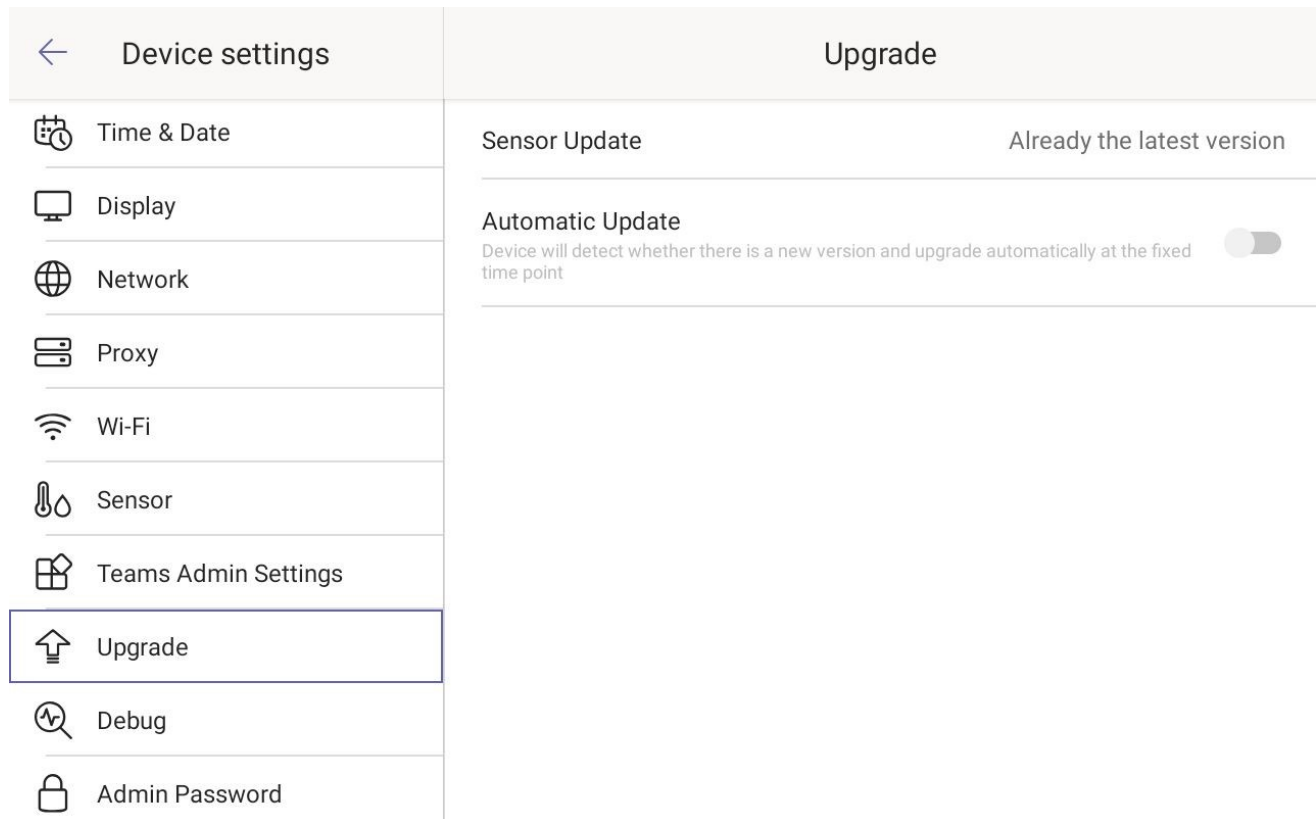 Device settings
Upgrade
Time & Date
Display
Network
Proxy
Wi-Fi
Sensor
Teams Admin Settings
Upgrade
Debug
Admin Password
Sensor Update
Already the latest version
Automatic Update
Device will detect whether there is a new version and upgrade automatically at the fixed
time point